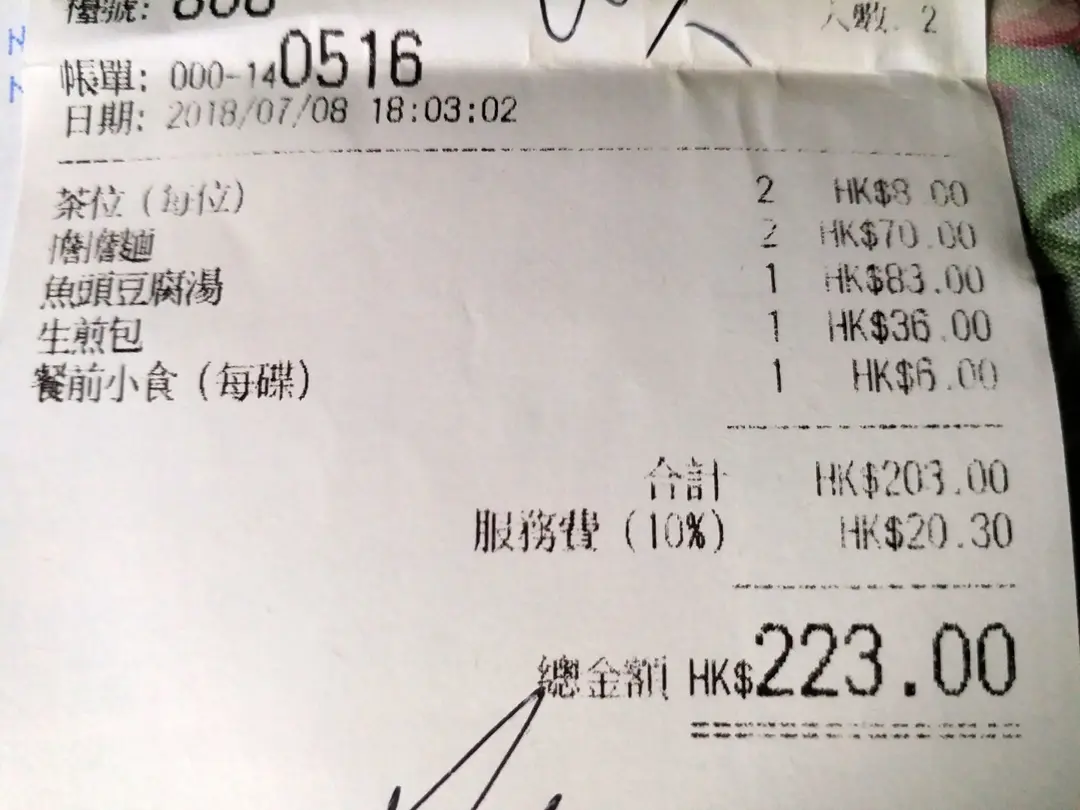 檯號: 808
人數: 2
帳單: 000-140516
日期: 2018/07/08 18:03:02
茶位 (每位) 2 HK$8.00
擔擔麵 2 HK$70.00
魚頭豆腐湯 1 HK$83.00
生煎包 1 HK$36.00
餐前小食 (每碟) 1 HK$6.00
合計 HK$203.00
服務費 (10%) HK$20.30
總金額 HK$223.00